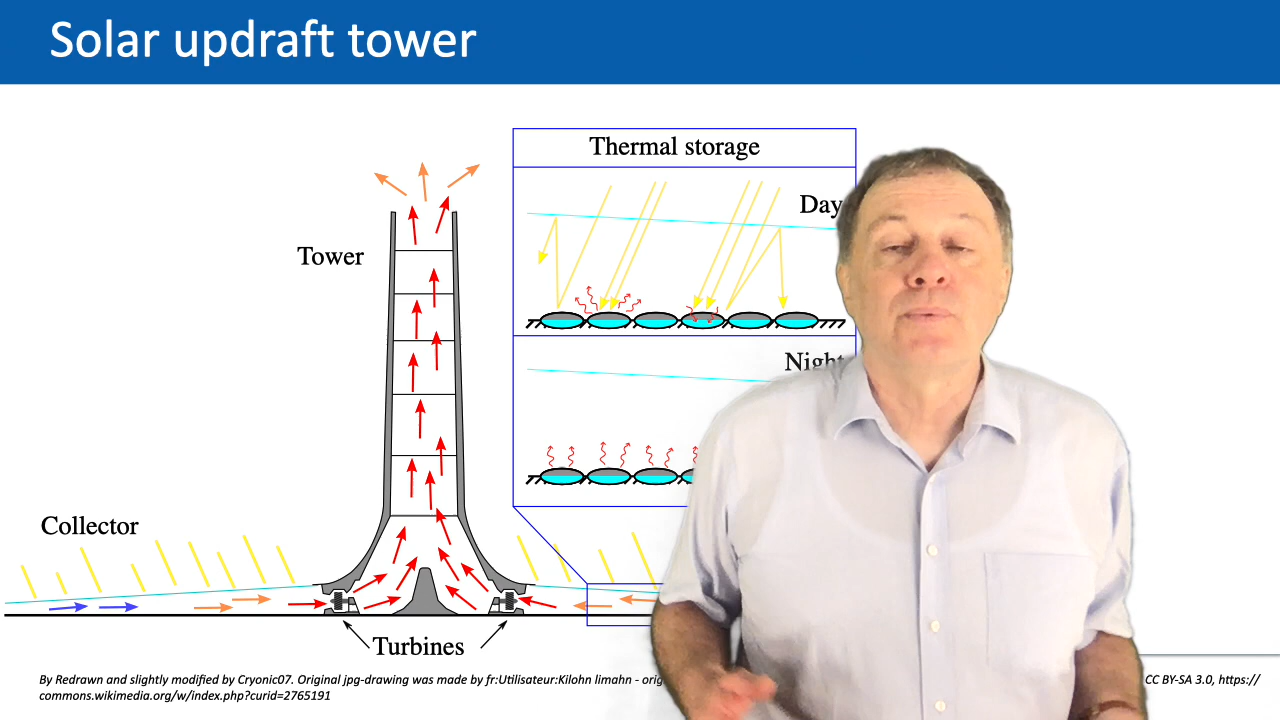 Solar updraft tower
Thermal storage
Day
Tower
Night
Collector
Turbines
By Redrawn and slightly modified by Cryonic07. Original jpg-drawing was made by fr:Utilisateur:Kilohn limahn - CC BY-SA 3.0, https://
commons.wikimedia.org/w/index.php?curid=2765191